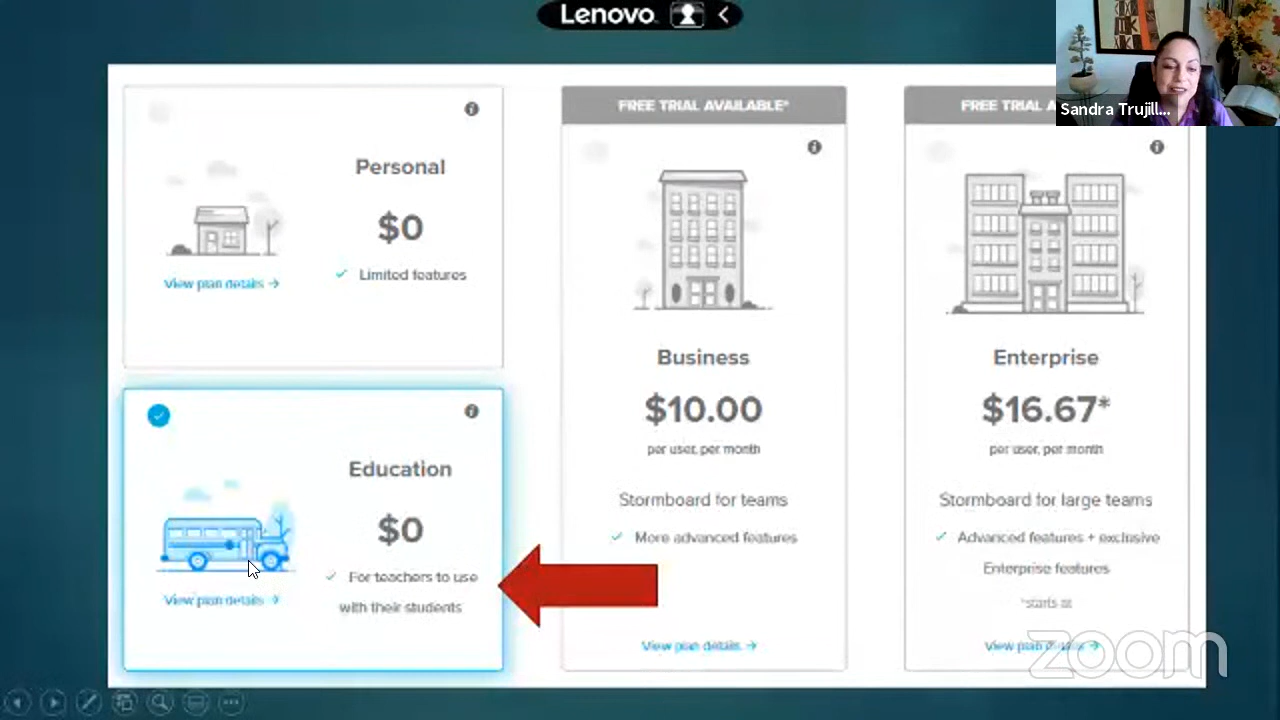 Lenovo
Sandra Trujill...
Personal
$0
Limited features
View plan details →
Education
$0
For teachers to use
with their students
View plan details →
FREE TRIAL AVAILABLE*
Business
$10.00
per user, per month
Stormboard for teams
More advanced features
View plan details →
FREE TRIAL A
Enterprise
$16.67*
per user, per month
Stormboard for large teams
Advanced features + exclusive
Enterprise features
*starts at
View plan details →
zoom